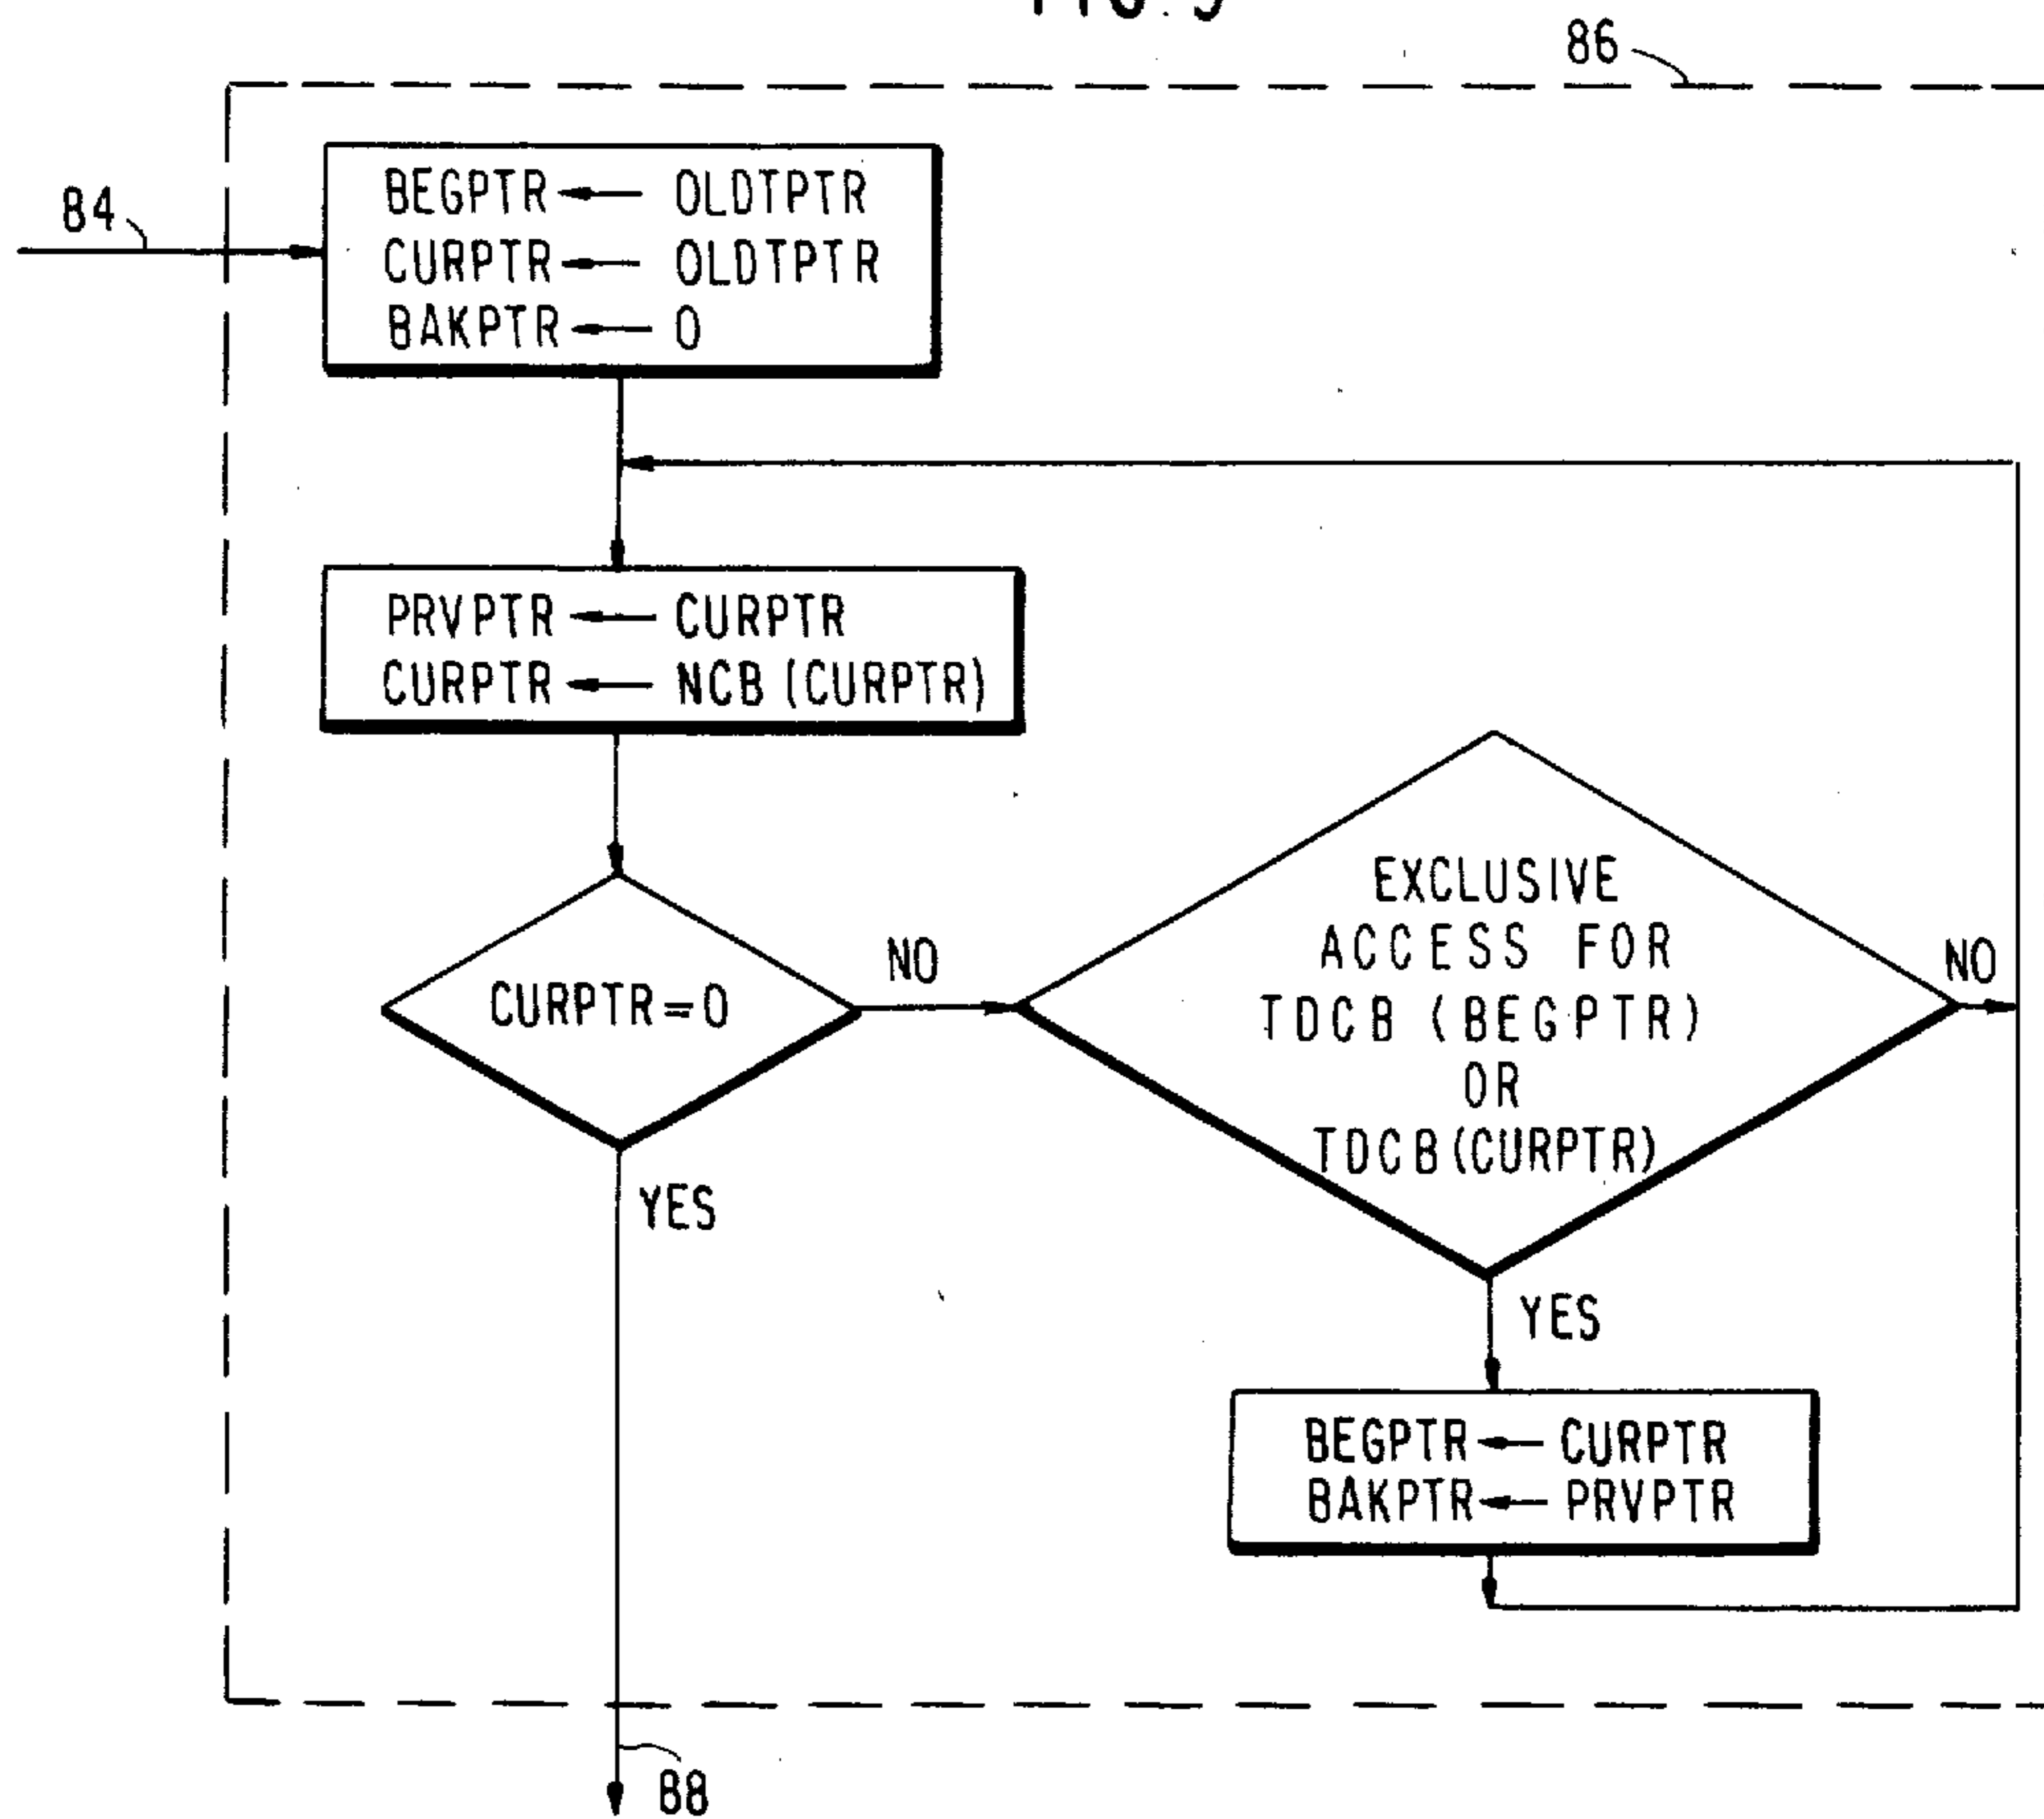 86
84
BEGPTR ← OLDTPTR
CURPTR ← OLDTPTR
BAKPTR ← 0
PRVPTR ← CURPTR
CURPTR ← NCB (CURPTR)
CURPTR=0
NO
EXCLUSIVE
ACCESS FOR
TDCB (BEGPTR)
OR
TDCB (CURPTR)
NO
YES
YES
BEGPTR ← CURPTR
BAKPTR ← PRVPTR
88